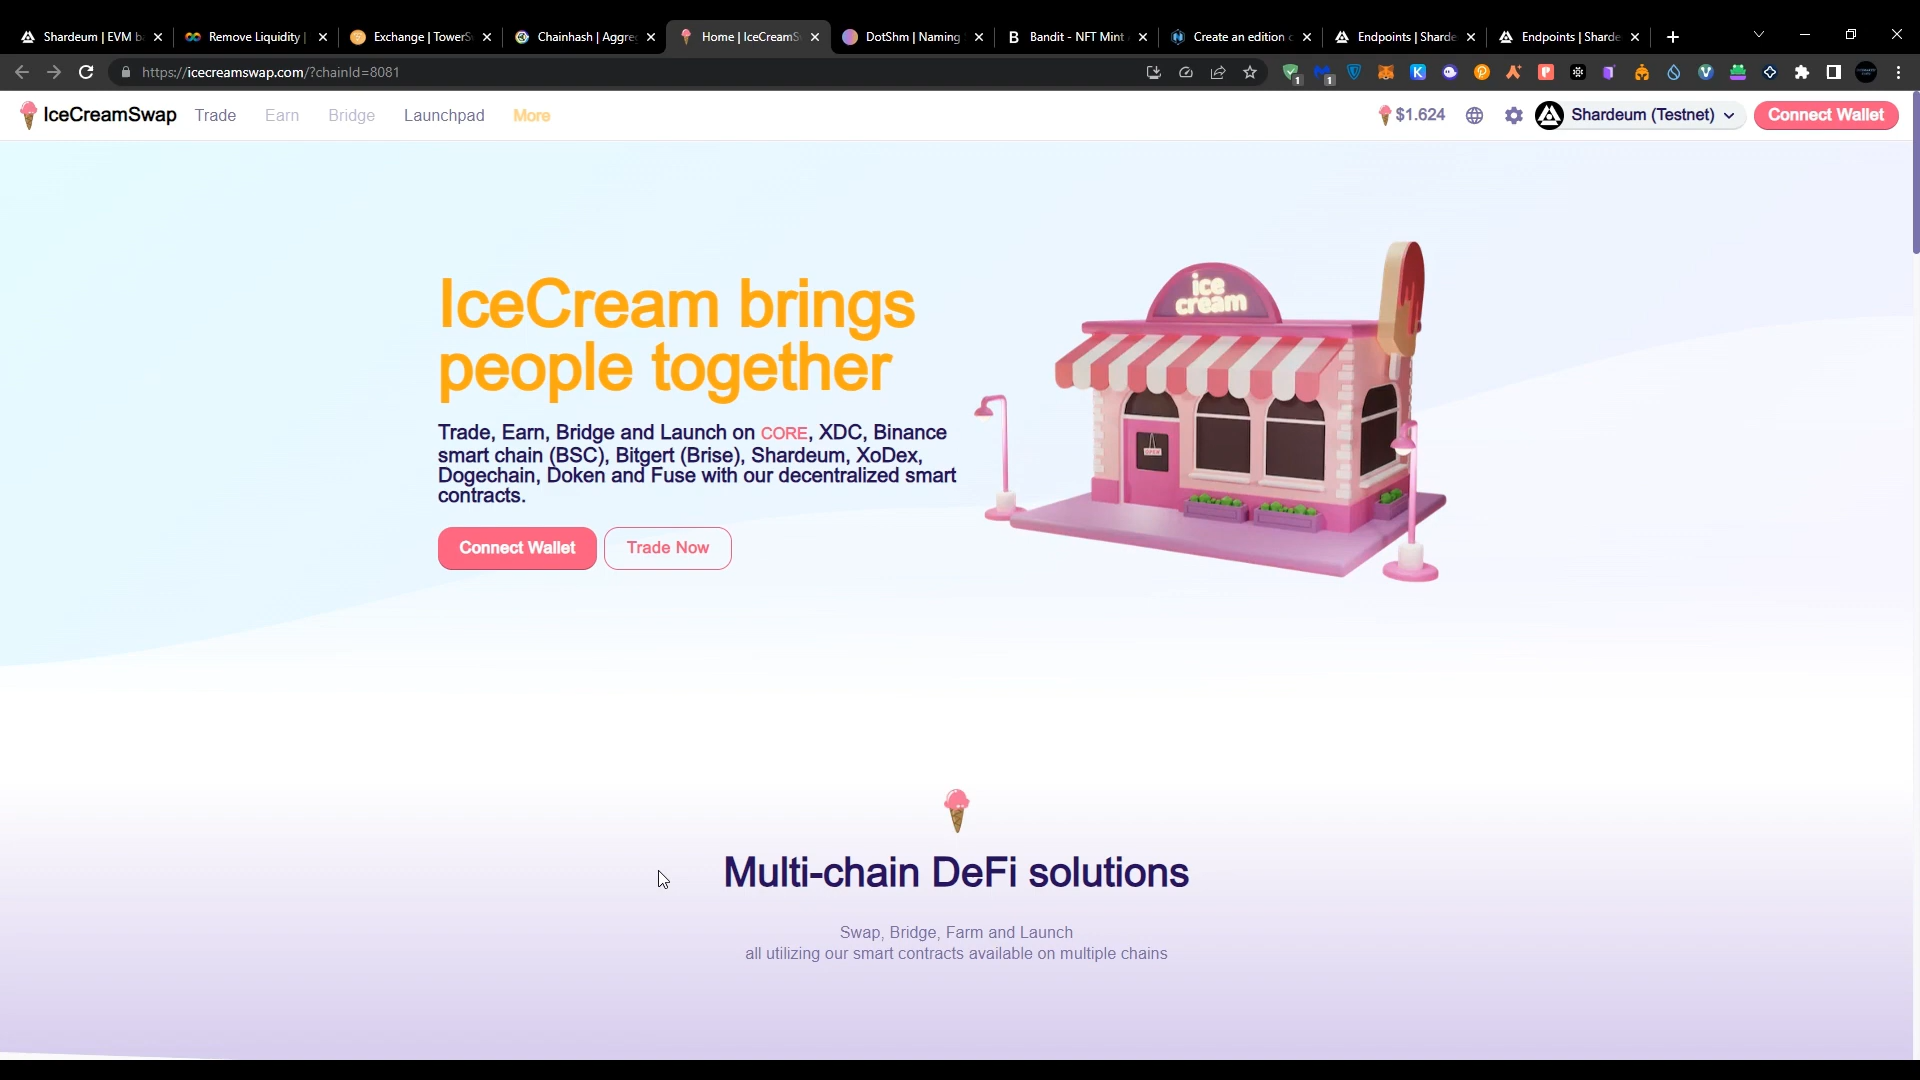 Shardeum | EVM b
Remove Liquidity |
Exchange | TowerS
Chainhash | Aggre
Home | IceCreamS
DotShm | Naming
Bandit - NFT Mint
Create an edition
Endpoints | Sharde
Endpoints | Sharde
https://icecreamswap.com/?chainId=8081
1
1
IceCreamSwap
Trade
Earn
Bridge
Launchpad
More
$1.624
Shardeum (Testnet)
Connect Wallet
ice
cream
OPEN
IceCream brings
people together
Trade, Earn, Bridge and Launch on CORE, XDC, Binance
smart chain (BSC), Bitgert (Brise), Shardeum, XoDex,
Dogechain, Doken and Fuse with our decentralized smart
contracts.
Connect Wallet
Trade Now
Multi-chain DeFi solutions
Swap, Bridge, Farm and Launch
all utilizing our smart contracts available on multiple chains